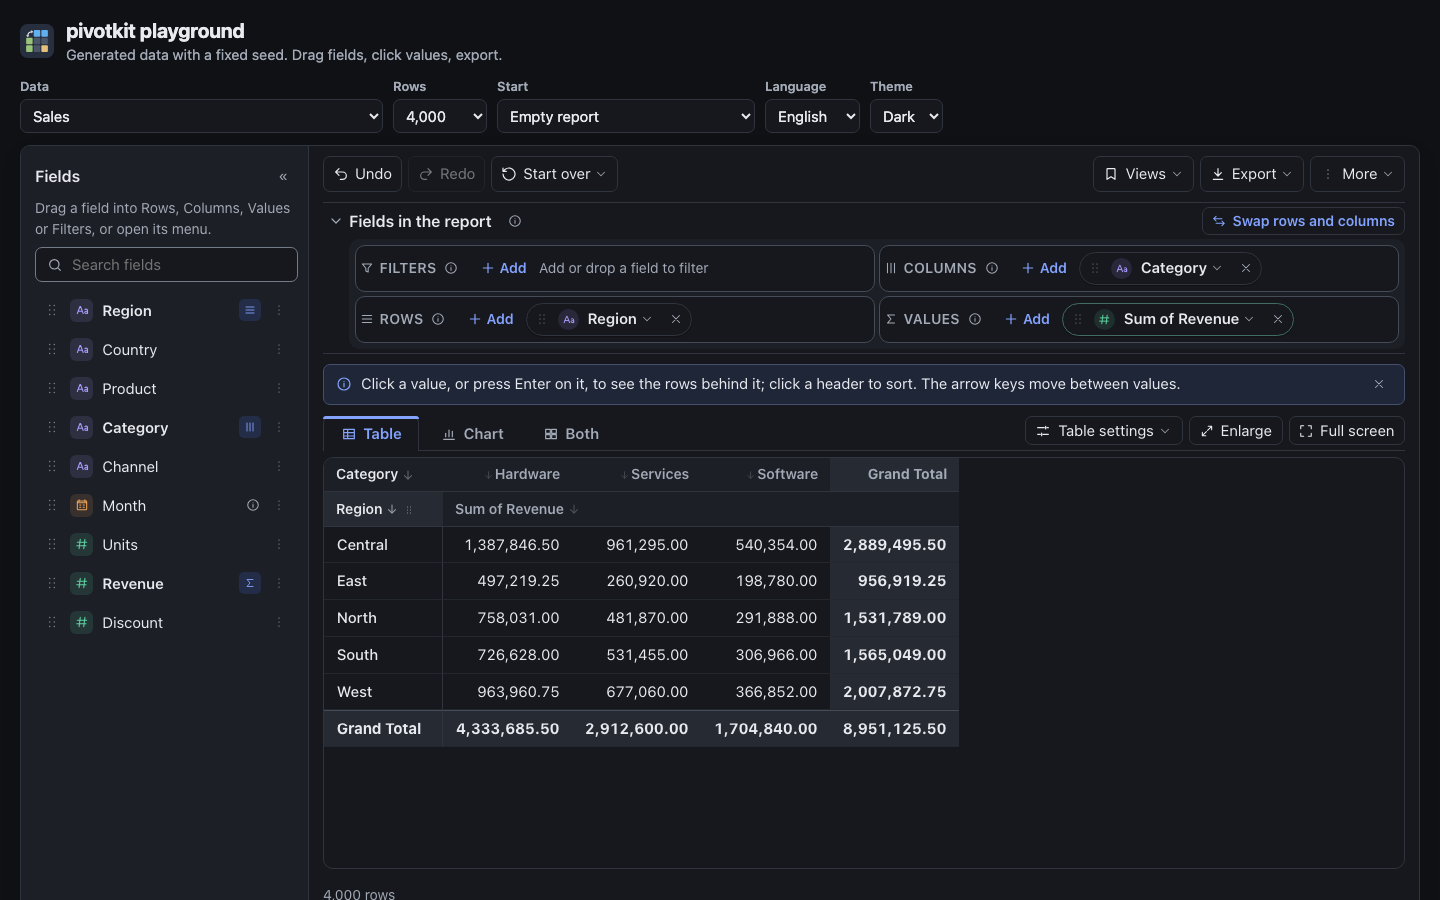 pivotkit playground
Generated data with a fixed seed. Drag fields, click values, export.
Data
Rows
Start
Language
Theme
Sales
4,000
Empty report
English
Dark
Fields
«
Drag a field into Rows, Columns, Values
or Filters, or open its menu.
Search fields
Aa Region
Aa Country
Aa Product
Aa Category
Aa Channel
Month
# Units
# Revenue Σ
# Discount
Undo
Redo
Start over
Views
Export
More
Fields in the report
Swap rows and columns
FILTERS + Add Add or drop a field to filter
COLUMNS + Add Aa Category ×
ROWS + Add Aa Region ×
Σ VALUES + Add # Sum of Revenue ×
Click a value, or press Enter on it, to see the rows behind it; click a header to sort. The arrow keys move between values. ×
Table
Chart
Both
Table settings
Enlarge
Full screen
Category ↓ ↓ Hardware ↓ Services ↓ Software Grand Total
Region ↓ Sum of Revenue ↓
Central 1,387,846.50 961,295.00 540,354.00 2,889,495.50
East 497,219.25 260,920.00 198,780.00 956,919.25
North 758,031.00 481,870.00 291,888.00 1,531,789.00
South 726,628.00 531,455.00 306,966.00 1,565,049.00
West 963,960.75 677,060.00 366,852.00 2,007,872.75
Grand Total 4,333,685.50 2,912,600.00 1,704,840.00 8,951,125.50
4,000 rows